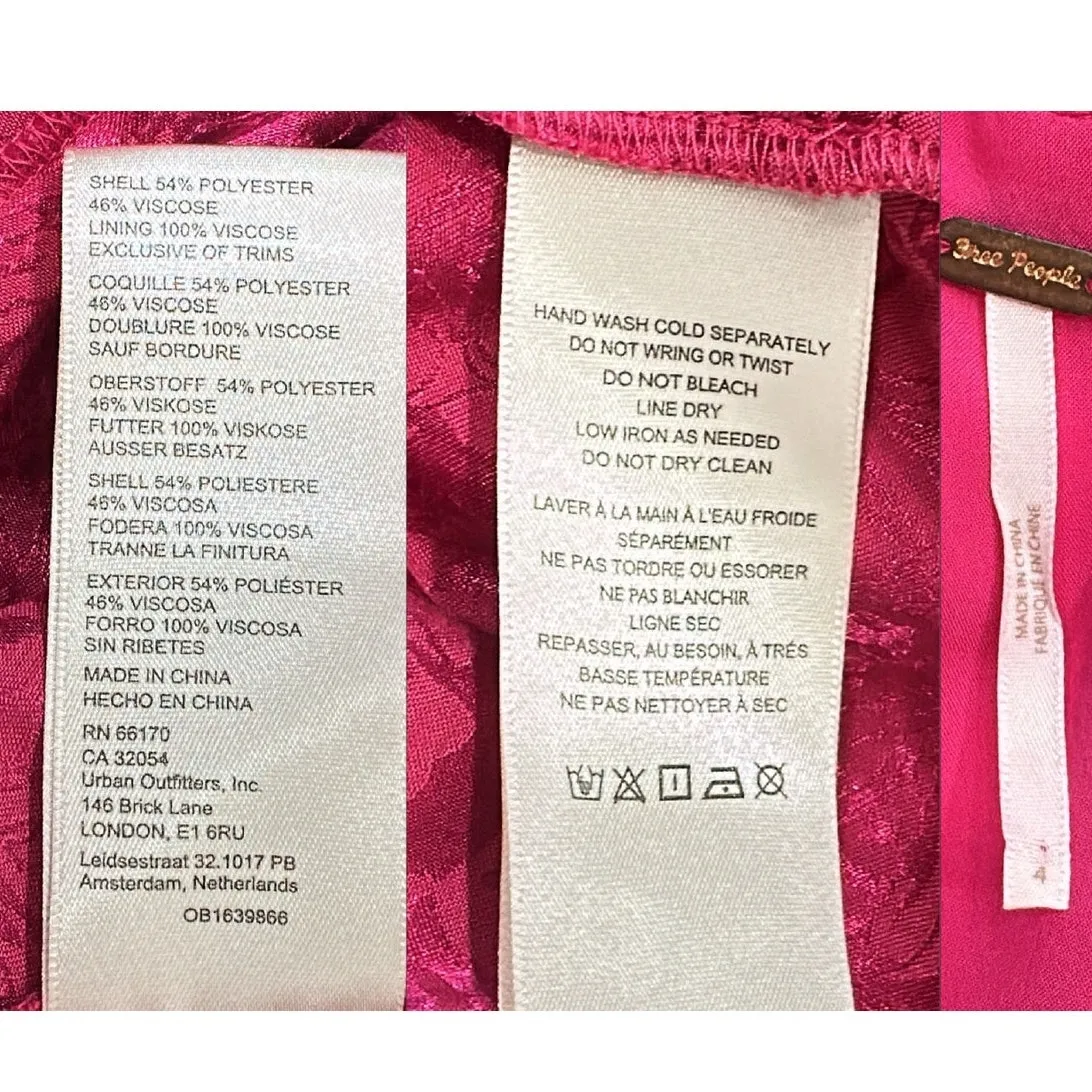 SHELL 54% POLYESTER
46% VISCOSE
LINING 100% VISCOSE
EXCLUSIVE OF TRIMS
COQUILLE 54% POLYESTER
46% VISCOSE
DOUBLURE 100% VISCOSE
SAUF BORDURE
OBERSTOFF 54% POLYESTER
46% VISKOSE
FUTTER 100% VISKOSE
AUSSER BESATZ
SHELL 54% POLIESTERE
46% VISCOSA
FODERA 100% VISCOSA
TRANNE LA FINITURA
EXTERIOR 54% POLIÉSTER
46% VISCOSA
FORRO 100% VISCOSA
SIN RIBETES
MADE IN CHINA
HECHO EN CHINA
RN 66170
CA 32054
Urban Outfitters, Inc.
146 Brick Lane
LONDON, E1 6RU
Leidsestraat 32.1017 PB
Amsterdam, Netherlands
OB1639866
HAND WASH COLD SEPARATELY
DO NOT WRING OR TWIST
DO NOT BLEACH
LINE DRY
LOW IRON AS NEEDED
DO NOT DRY CLEAN
LAVER À LA MAIN À L'EAU FROIDE
SÉPARÉMENT
NE PAS TORDRE OU ESSORER
NE PAS BLANCHIR
LIGNE SEC
REPASSER, AU BESOIN, À TRÉS
BASSE TEMPÉRATURE
NE PAS NETTOYER À SEC
Free People
MADE IN CHINA
FABRIQUÉ EN CHINE
4